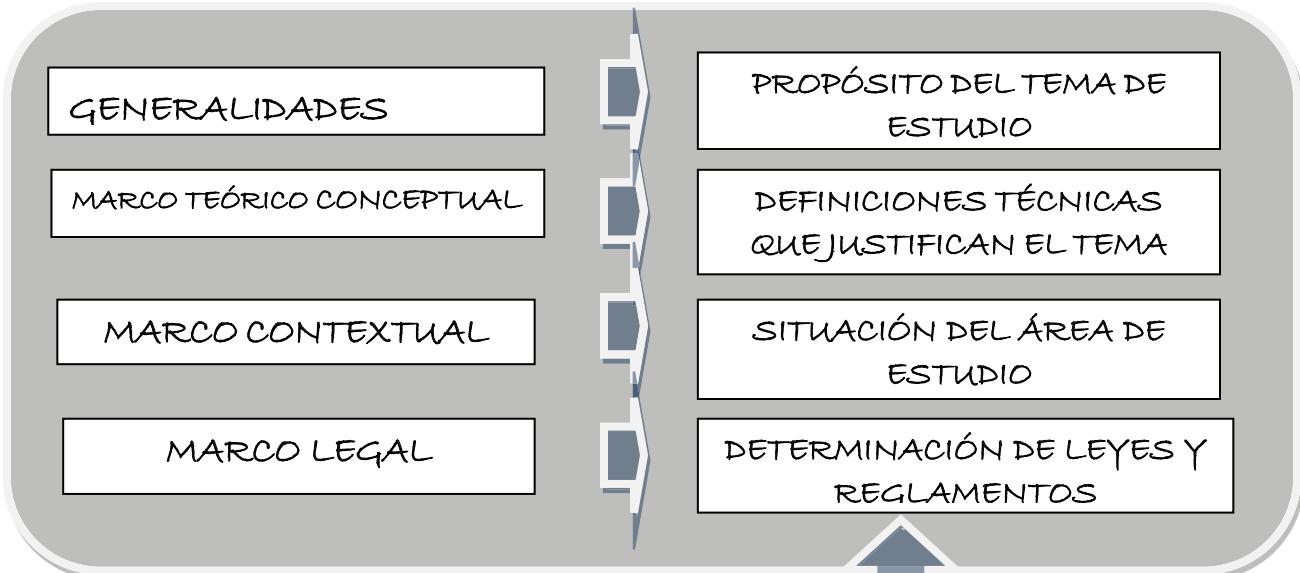 GENERALIDADES
PROPÓSITO DEL TEMA DE
ESTUDIO
MARCO TEÓRICO CONCEPTUAL
DEFINICIONES TÉCNICAS
QUE JUSTIFICAN EL TEMA
MARCO CONTEXTUAL
SITUACIÓN DEL ÁREA DE
ESTUDIO
MARCO LEGAL
DETERMINACIÓN DE LEYES Y
REGLAMENTOS